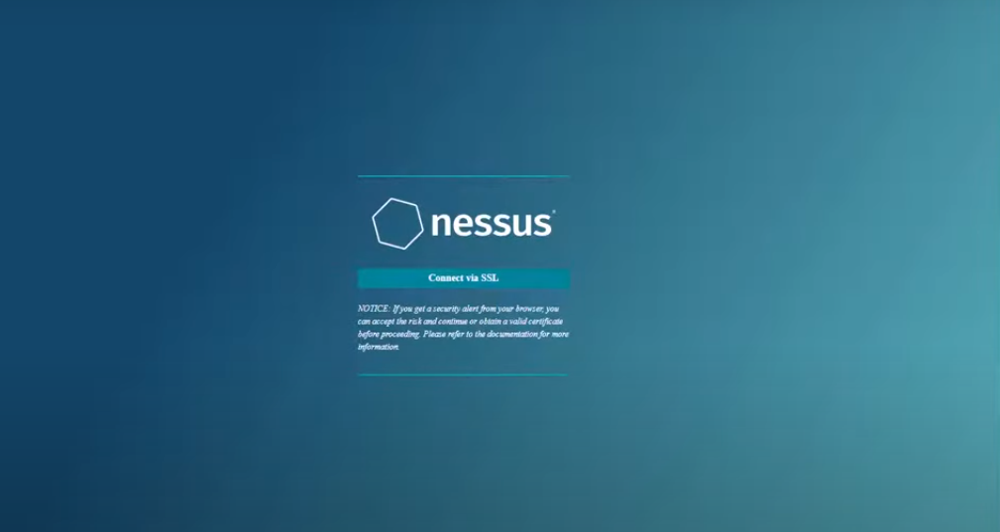 nessus
Connect via SSL
NOTICE: If you get a security alert from your browser, you
can accept the risk and continue or obtain a valid certificate
before proceeding. Please refer to the documentation for more
information.